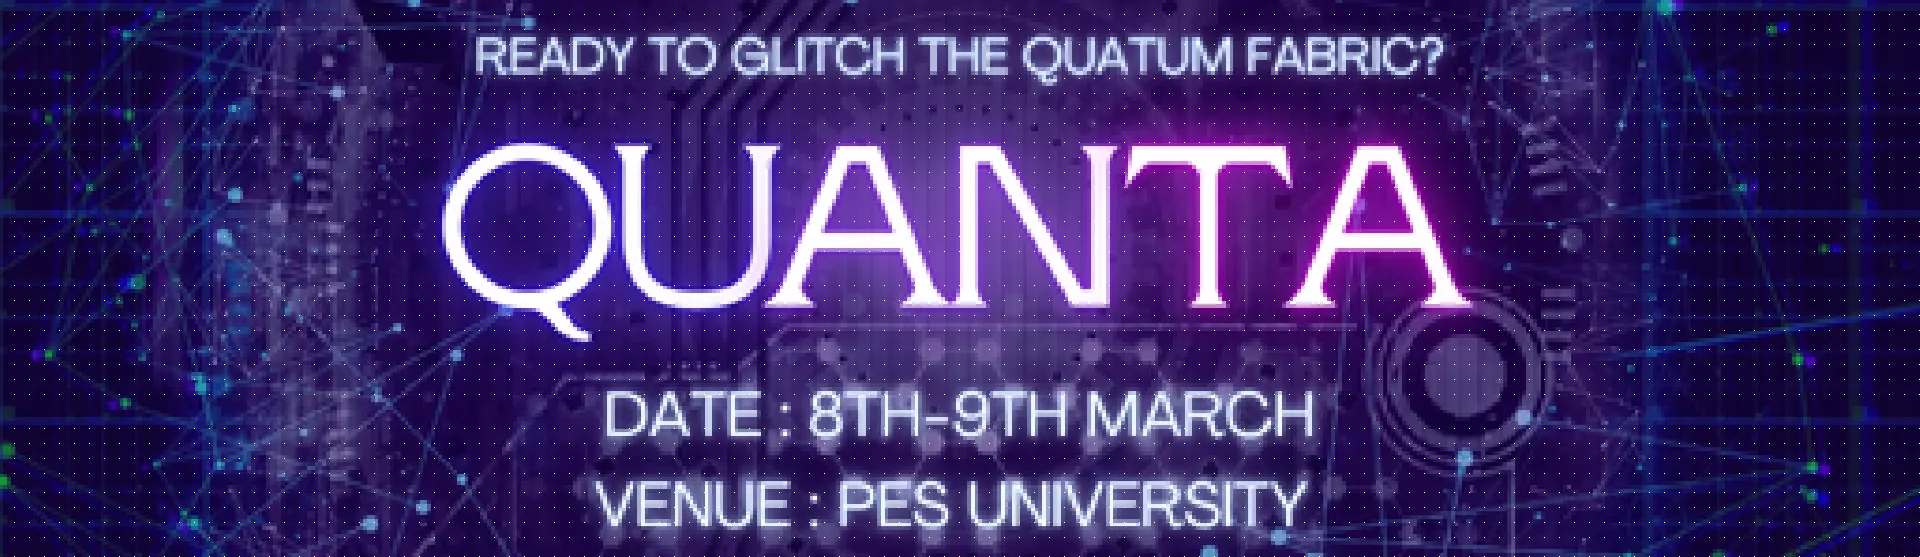 READY TO GLITCH THE QUATUM FABRIC?
QUANTA
DATE : 8TH-9TH MARCH
VENUE : PES UNIVERSITY